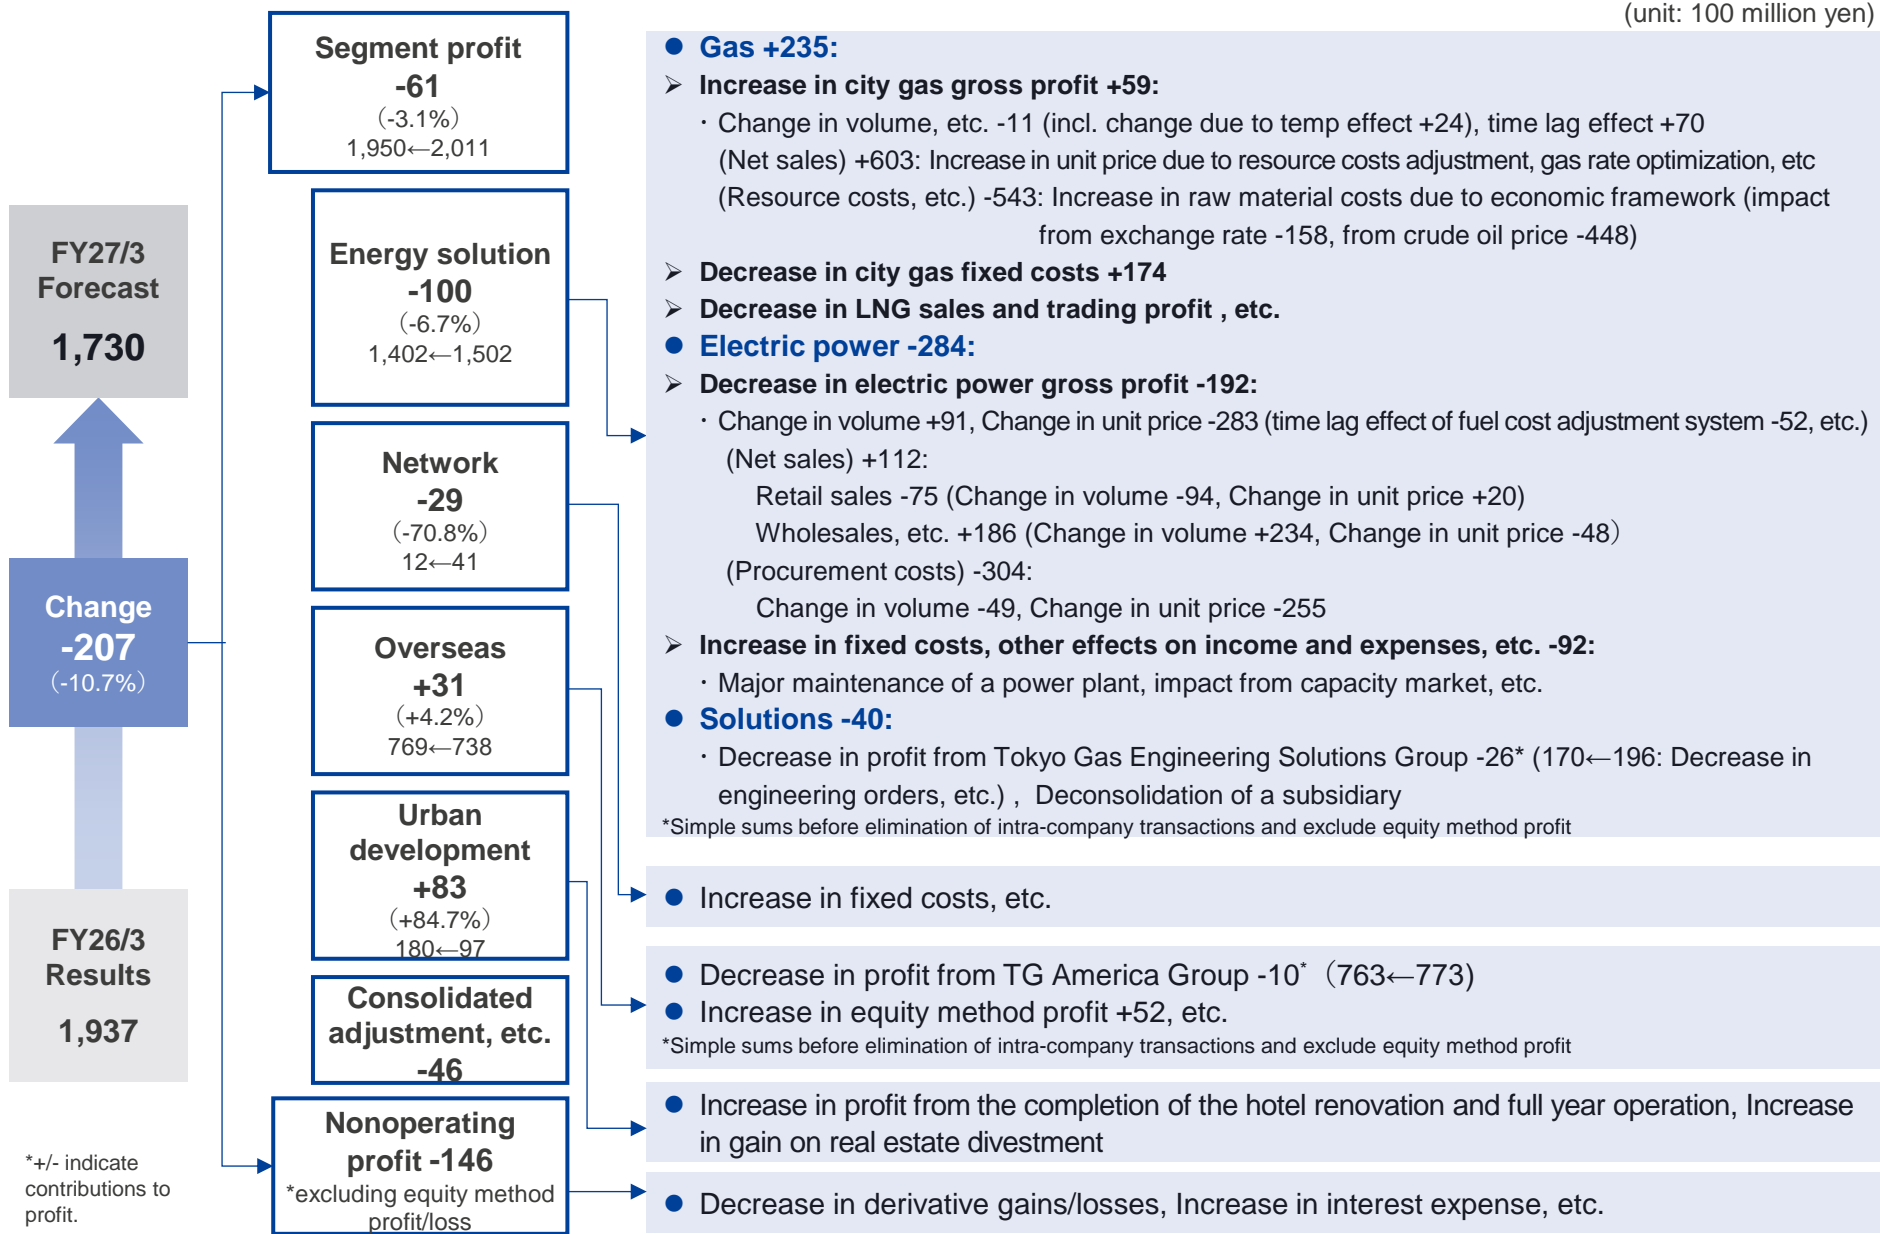 (unit: 100 million yen)
FY27/3
Forecast
1,730
Change
-207
（-10.7%）
FY26/3
Results
1,937
*+/- indicate
contributions to
profit.
Segment profit
-61
（-3.1%）
1,950←2,011
Energy solution
-100
（-6.7%）
1,402←1,502
Network
-29
（-70.8%）
12←41
Overseas
+31
（+4.2%）
769←738
Urban
development
+83
（+84.7%）
180←97
Consolidated
adjustment, etc.
-46
Nonoperating
profit -146
*excluding equity method
profit/loss
● Gas +235:
➢ Increase in city gas gross profit +59:
・Change in volume, etc. -11 (incl. change due to temp effect +24), time lag effect +70
(Net sales) +603: Increase in unit price due to resource costs adjustment, gas rate optimization, etc
(Resource costs, etc.) -543: Increase in raw material costs due to economic framework (impact
from exchange rate -158, from crude oil price -448)
➢ Decrease in city gas fixed costs +174
➢ Decrease in LNG sales and trading profit , etc.
● Electric power -284:
➢ Decrease in electric power gross profit -192:
・Change in volume +91, Change in unit price -283 (time lag effect of fuel cost adjustment system -52, etc.)
(Net sales) +112:
Retail sales -75 (Change in volume -94, Change in unit price +20)
Wholesales, etc. +186 (Change in volume +234, Change in unit price -48）
(Procurement costs) -304:
Change in volume -49, Change in unit price -255
➢ Increase in fixed costs, other effects on income and expenses, etc. -92:
・Major maintenance of a power plant, impact from capacity market, etc.
● Solutions -40:
・Decrease in profit from Tokyo Gas Engineering Solutions Group -26* (170←196: Decrease in
engineering orders, etc.) , Deconsolidation of a subsidiary
*Simple sums before elimination of intra-company transactions and exclude equity method profit
● Increase in fixed costs, etc.
● Decrease in profit from TG America Group -10*（763←773)
● Increase in equity method profit +52, etc.
*Simple sums before elimination of intra-company transactions and exclude equity method profit
● Increase in profit from the completion of the hotel renovation and full year operation, Increase
in gain on real estate divestment
● Decrease in derivative gains/losses, Increase in interest expense, etc.